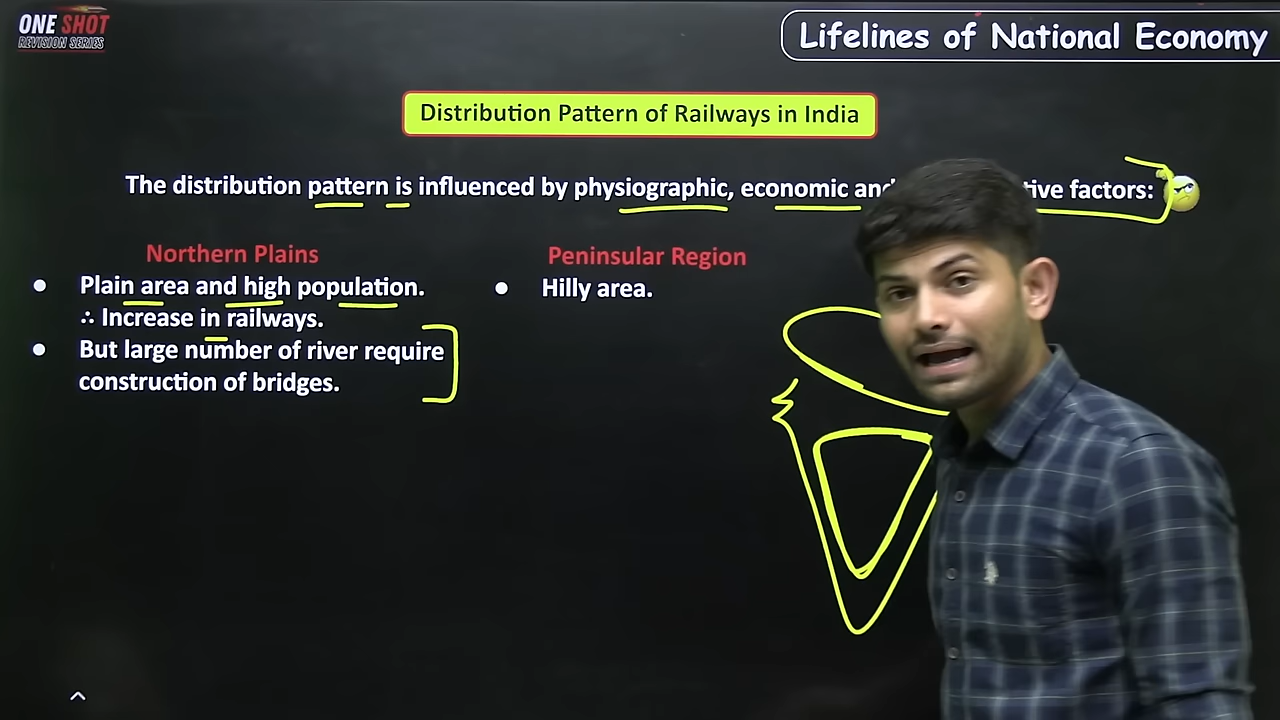 ONE SHOT
REVISION SERIES
Lifelines of National Economy
Distribution Pattern of Railways in India
The distribution pattern is influenced by physiographic, economic and tive factors:
Northern Plains
• Plain area and high population.
∴ Increase in railways.
• But large number of river require
construction of bridges.
Peninsular Region
• Hilly area.